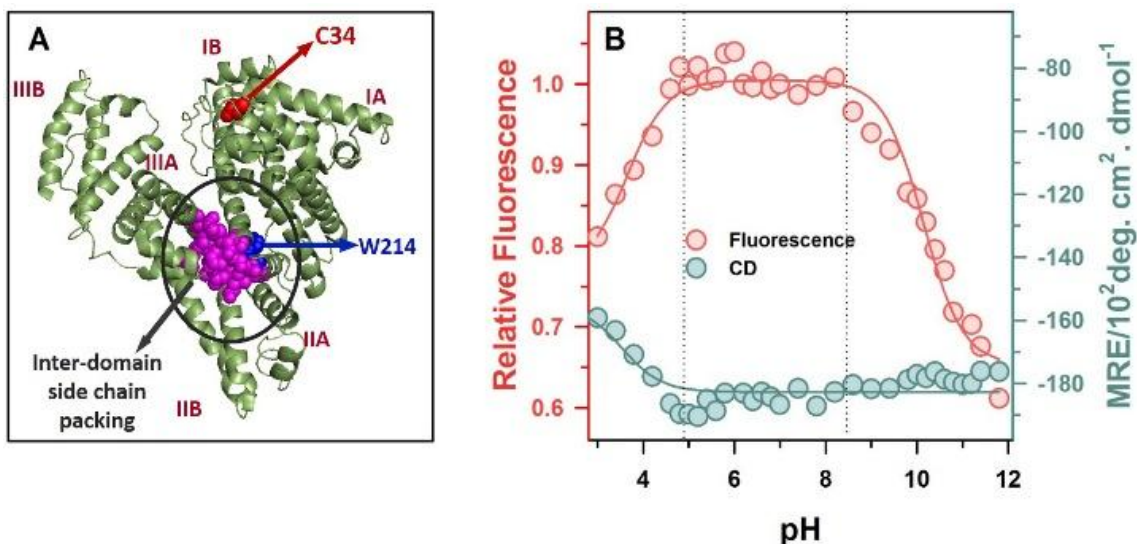 A
C34
IB
IIIB
IA
IIIA
W214
IIA
Inter-domain
side chain
packing
IIB
B
Relative Fluorescence
1.0
0.9
0.8
0.7
0.6
Fluorescence
CD
-80
-100
-120
-140
-160
-180
MRE/10²deg. cm². dmol⁻¹
4
6
8
10
12
pH